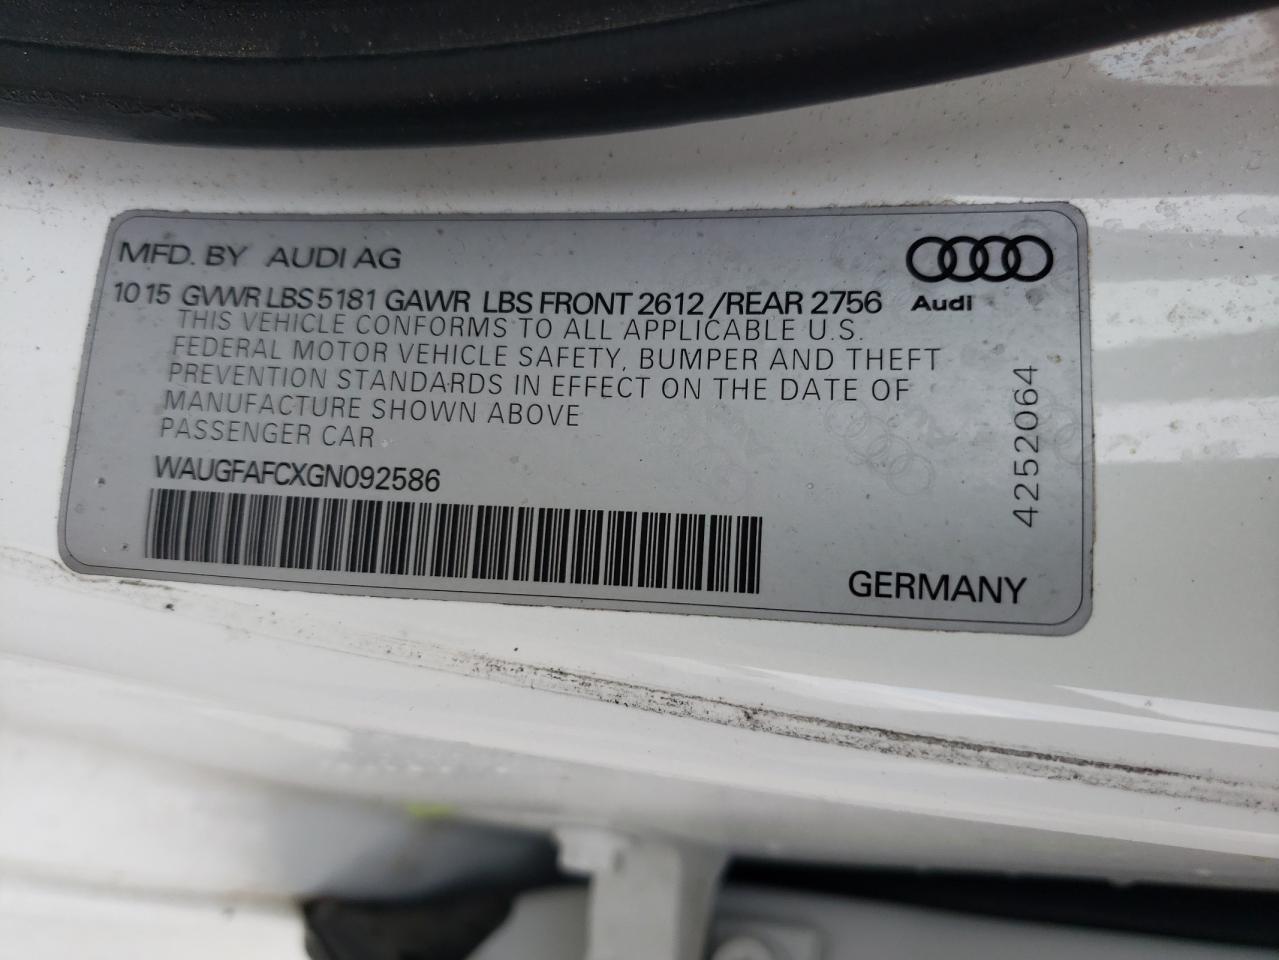 MFD. BY AUDI AG
10 15 GVWR LBS 5181 GAWR LBS FRONT 2612 /REAR 2756
Audi
THIS VEHICLE CONFORMS TO ALL APPLICABLE U.S.
FEDERAL MOTOR VEHICLE SAFETY, BUMPER AND THEFT
PREVENTION STANDARDS IN EFFECT ON THE DATE OF
MANUFACTURE SHOWN ABOVE
PASSENGER CAR
WAUGFAFCXGN092586
4252064
GERMANY